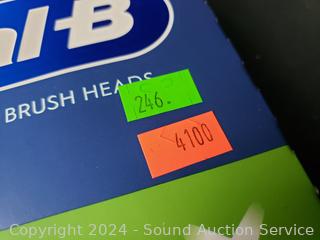 al-B
BRUSH HEADS
246.
4100
Copyright 2024 - Sound Auction Service